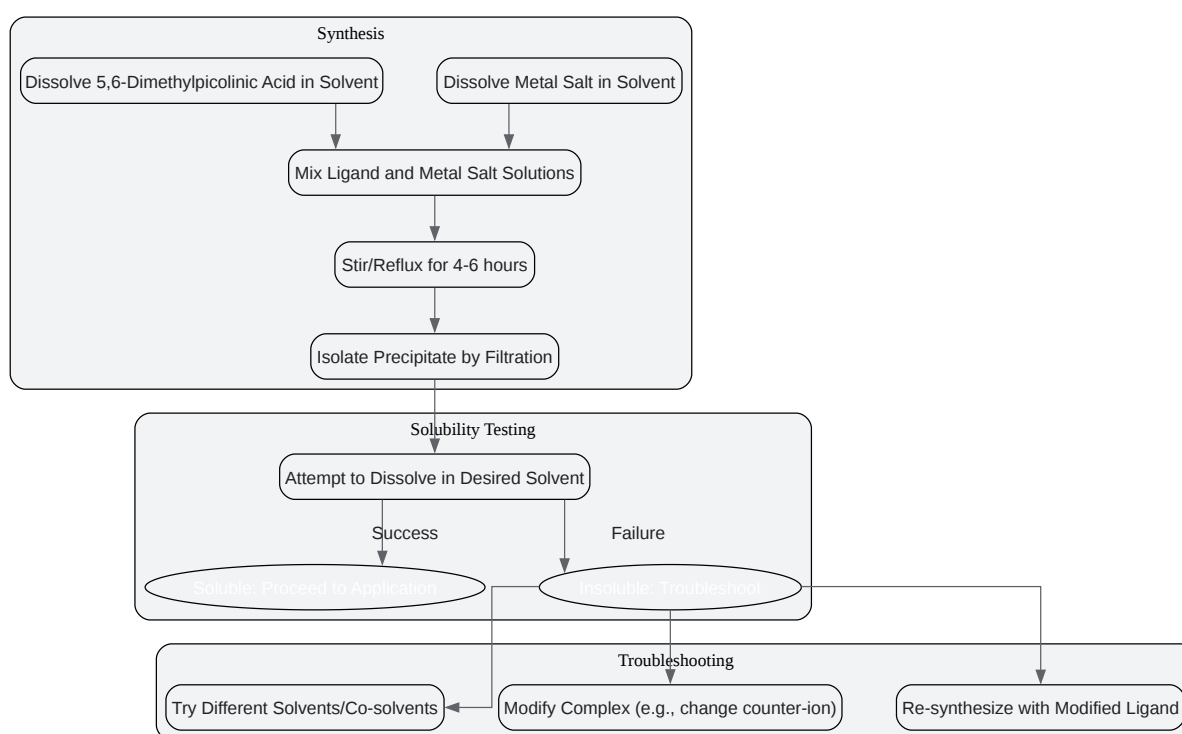 Synthesis
Dissolve 5,6-Dimethylpicolinic Acid in Solvent
Dissolve Metal Salt in Solvent
Mix Ligand and Metal Salt Solutions
Stir/Reflux for 4-6 hours
Isolate Precipitate by Filtration
Solubility Testing
Attempt to Dissolve in Desired Solvent
Success
Failure
Soluble: Proceed to Application
Insoluble: Troubleshoot
Troubleshooting
Try Different Solvents/Co-solvents
Modify Complex (e.g., change counter-ion)
Re-synthesize with Modified Ligand